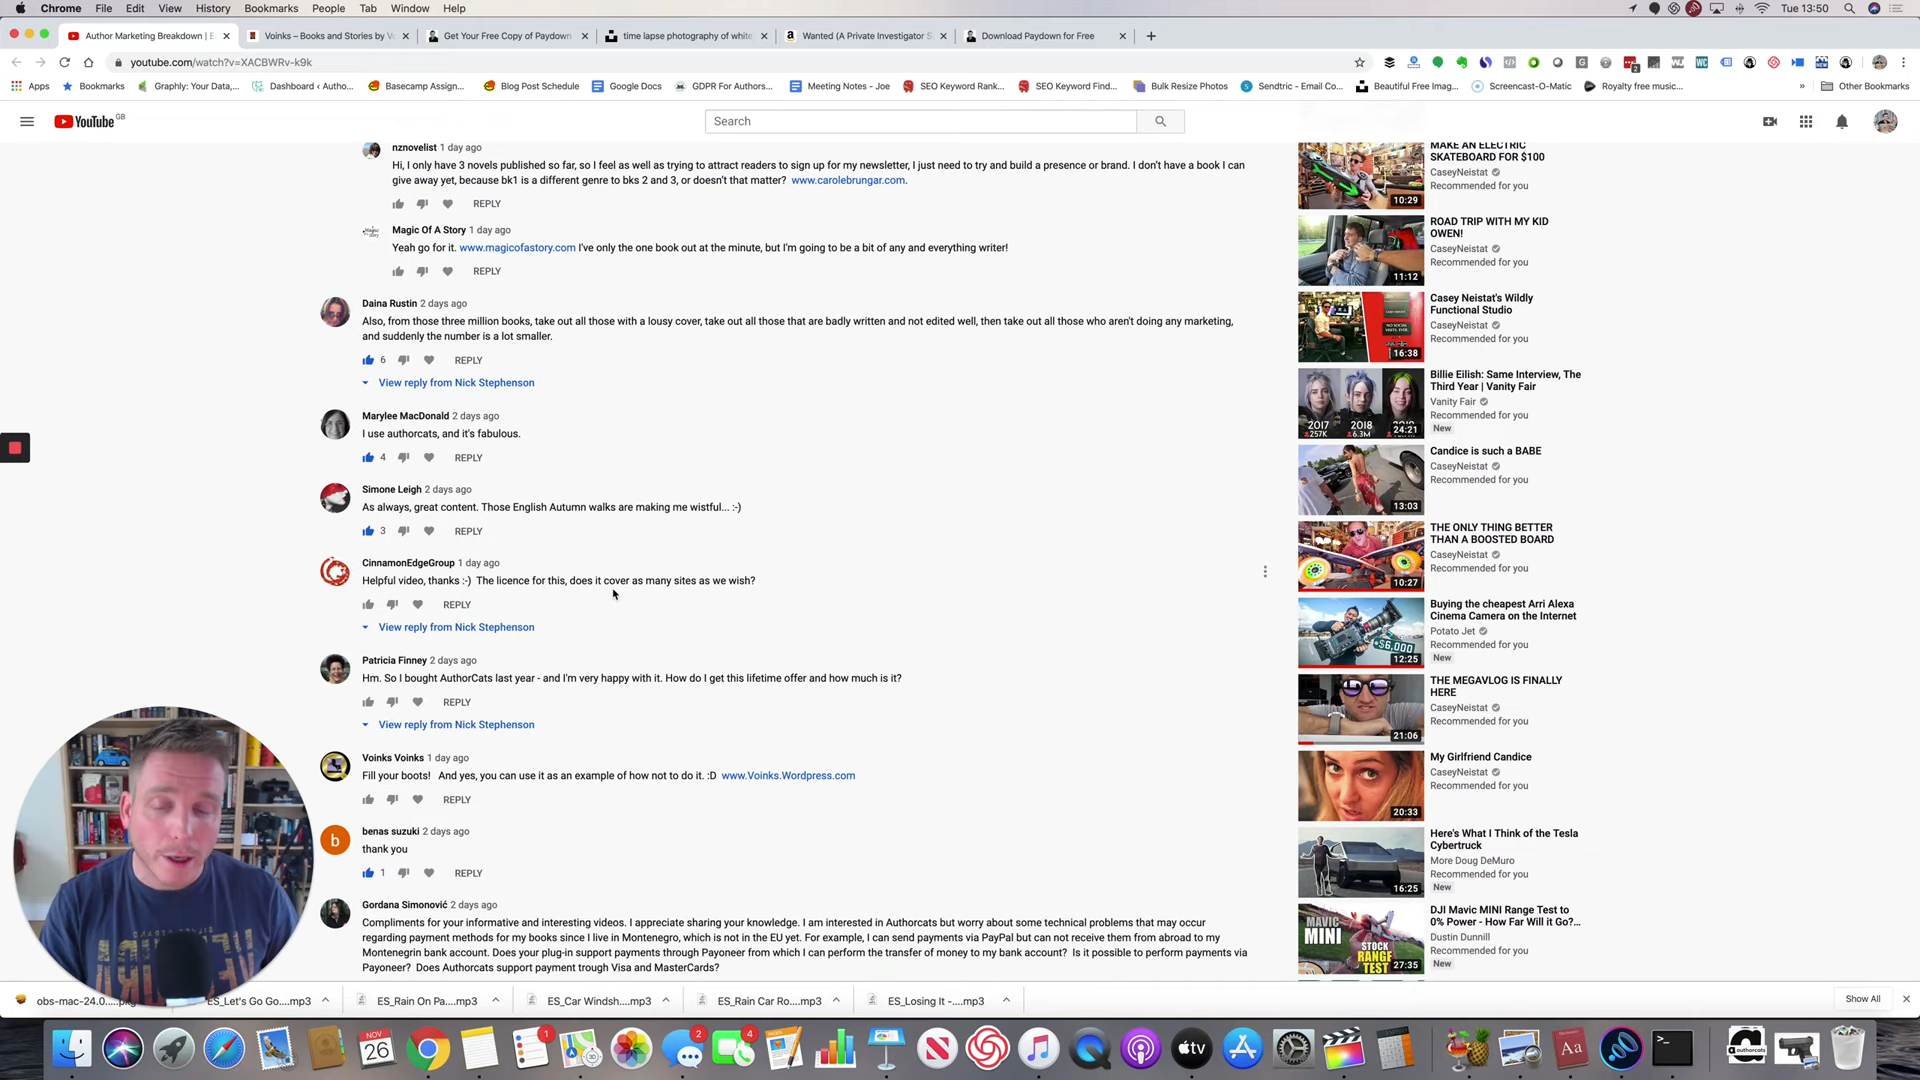 Chrome File Edit View History Bookmarks People Tab Window Help
Tue 13:50
Author Marketing Breakdown |
Voinks – Books and Stories by Vo
Get Your Free Copy of Paydown
time lapse photography of white
Wanted (A Private Investigator S
Download Paydown for Free
youtube.com/watch?v=XACBWRv-k9k
Apps Bookmarks Graphly: Your Data,... Dashboard ‹ Autho... Basecamp Assign... Blog Post Schedule Google Docs GDPR For Authors... Meeting Notes - Joe SEO Keyword Rank... SEO Keyword Find... Bulk Resize Photos Sendtric - Email Co... Beautiful Free Imag... Screencast-O-Matic Royalty free music... » Other Bookmarks
YouTube GB
Search
nznovelist 1 day ago
Hi, I only have 3 novels published so far, so I feel as well as trying to attract readers to sign up for my newsletter, I just need to try and build a presence or brand. I don't have a book I can
give away yet, because bk1 is a different genre to bks 2 and 3, or doesn't that matter? www.carolebrungar.com.
REPLY
Magic Of A Story 1 day ago
Yeah go for it. www.magicofastory.com I've only the one book out at the minute, but I'm going to be a bit of any and everything writer!
REPLY
Daina Rustin 2 days ago
Also, from those three million books, take out all those with a lousy cover, take out all those that are badly written and not edited well, then take out all those who aren't doing any marketing,
and suddenly the number is a lot smaller.
6 REPLY
View reply from Nick Stephenson
Marylee MacDonald 2 days ago
I use authorcats, and it's fabulous.
4 REPLY
Simone Leigh 2 days ago
As always, great content. Those English Autumn walks are making me wistful... :-)
3 REPLY
CinnamonEdgeGroup 1 day ago
Helpful video, thanks :-) The licence for this, does it cover as many sites as we wish?
REPLY
View reply from Nick Stephenson
Patricia Finney 2 days ago
Hm. So I bought AuthorCats last year - and I'm very happy with it. How do I get this lifetime offer and how much is it?
REPLY
View reply from Nick Stephenson
Voinks Voinks 1 day ago
Fill your boots! And yes, you can use it as an example of how not to do it. :D www.Voinks.Wordpress.com
REPLY
b
benas suzuki 2 days ago
thank you
1 REPLY
Gordana Simonović 2 days ago
Compliments for your informative and interesting videos. I appreciate sharing your knowledge. I am interested in Authorcats but worry about some technical problems that may occur
regarding payment methods for my books since I live in Montenegro, which is not in the EU yet. For example, I can send payments via PayPal but can not receive them from abroad to my
Montenegrin bank account. Does your plug-in support payments through Payoneer from which I can perform the transfer of money to my bank account? Is it possible to perform payments via
Payoneer? Does Authorcats support payment trough Visa and MasterCards?
MAKE AN ELECTRIC
SKATEBOARD FOR $100
CaseyNeistat
Recommended for you
10:29
ROAD TRIP WITH MY KID
OWEN!
CaseyNeistat
Recommended for you
11:12
Casey Neistat's Wildly
Functional Studio
CaseyNeistat
Recommended for you
16:38
Billie Eilish: Same Interview, The
Third Year | Vanity Fair
Vanity Fair
Recommended for you
New
2017 2018
257K 6.3M
24:21
Candice is such a BABE
CaseyNeistat
Recommended for you
13:03
THE ONLY THING BETTER
THAN A BOOSTED BOARD
CaseyNeistat
Recommended for you
10:27
Buying the cheapest Arri Alexa
Cinema Camera on the Internet
Potato Jet
Recommended for you
New
$6,000
12:25
THE MEGAVLOG IS FINALLY
HERE
CaseyNeistat
Recommended for you
21:06
My Girlfriend Candice
CaseyNeistat
Recommended for you
20:33
Here's What I Think of the Tesla
Cybertruck
More Doug DeMuro
Recommended for you
New
16:25
DJI Mavic MINI Range Test to
0% Power - How Far Will it Go?...
Dustin Dunnill
Recommended for you
New
MAVIC
MINI
STOCK
RANGE
TEST
27:35
obs-mac-24.0.....pkg
ES_Let's Go Go....mp3
ES_Rain On Pa....mp3
ES_Car Windsh....mp3
ES_Rain Car Ro....mp3
ES_Losing It -....mp3
Show All
NOV
26
1
2
4
tv
Aa
authorcats